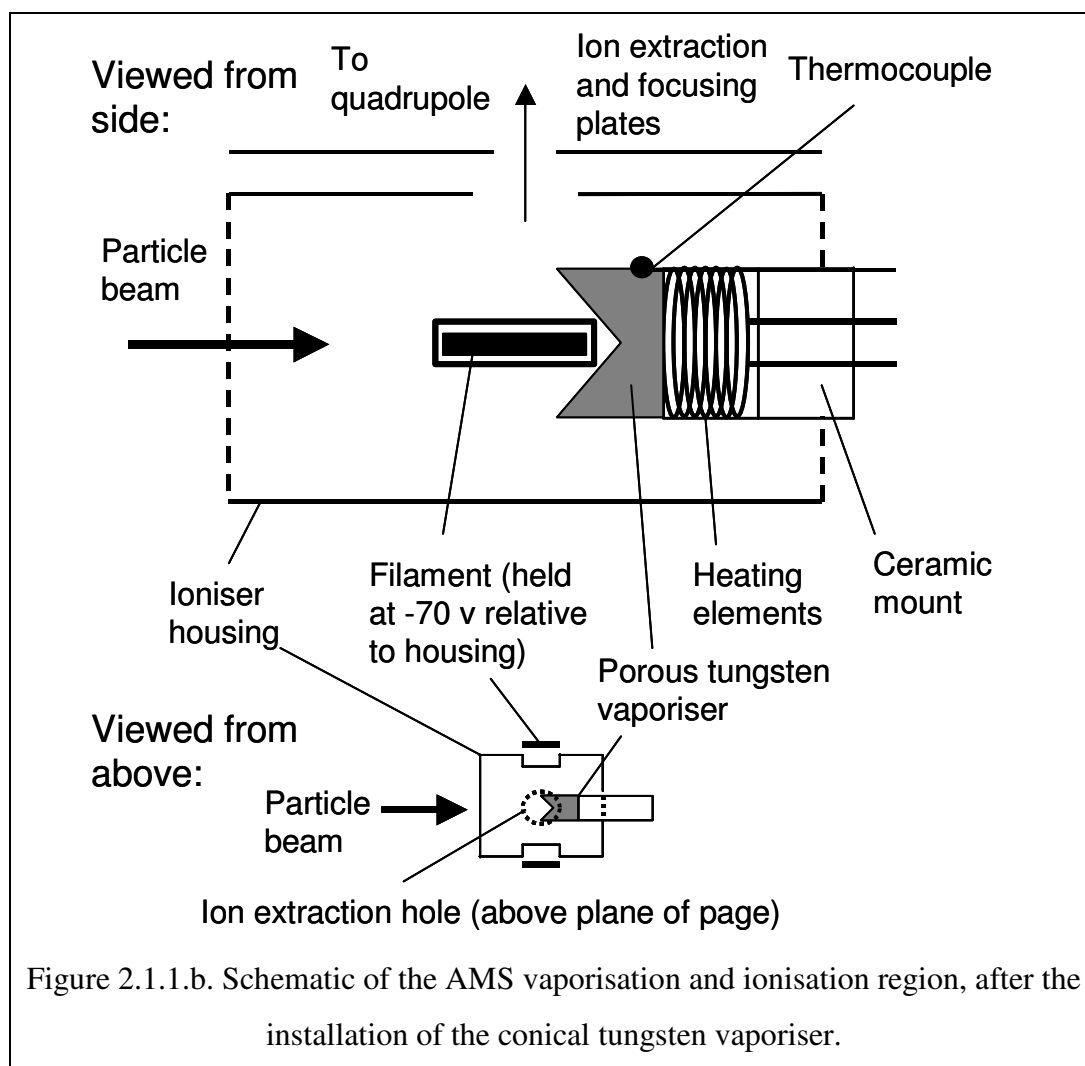 Viewed from
side:
To
quadrupole
Ion extraction
and focusing
plates
Thermocouple
Particle
beam
Ioniser
housing
Filament (held
at -70 v relative
to housing)
Heating
elements
Ceramic
mount
Porous tungsten
vaporiser
Viewed from
above:
Particle
beam
Ion extraction hole (above plane of page)
Figure 2.1.1.b. Schematic of the AMS vaporisation and ionisation region, after the
installation of the conical tungsten vaporiser.